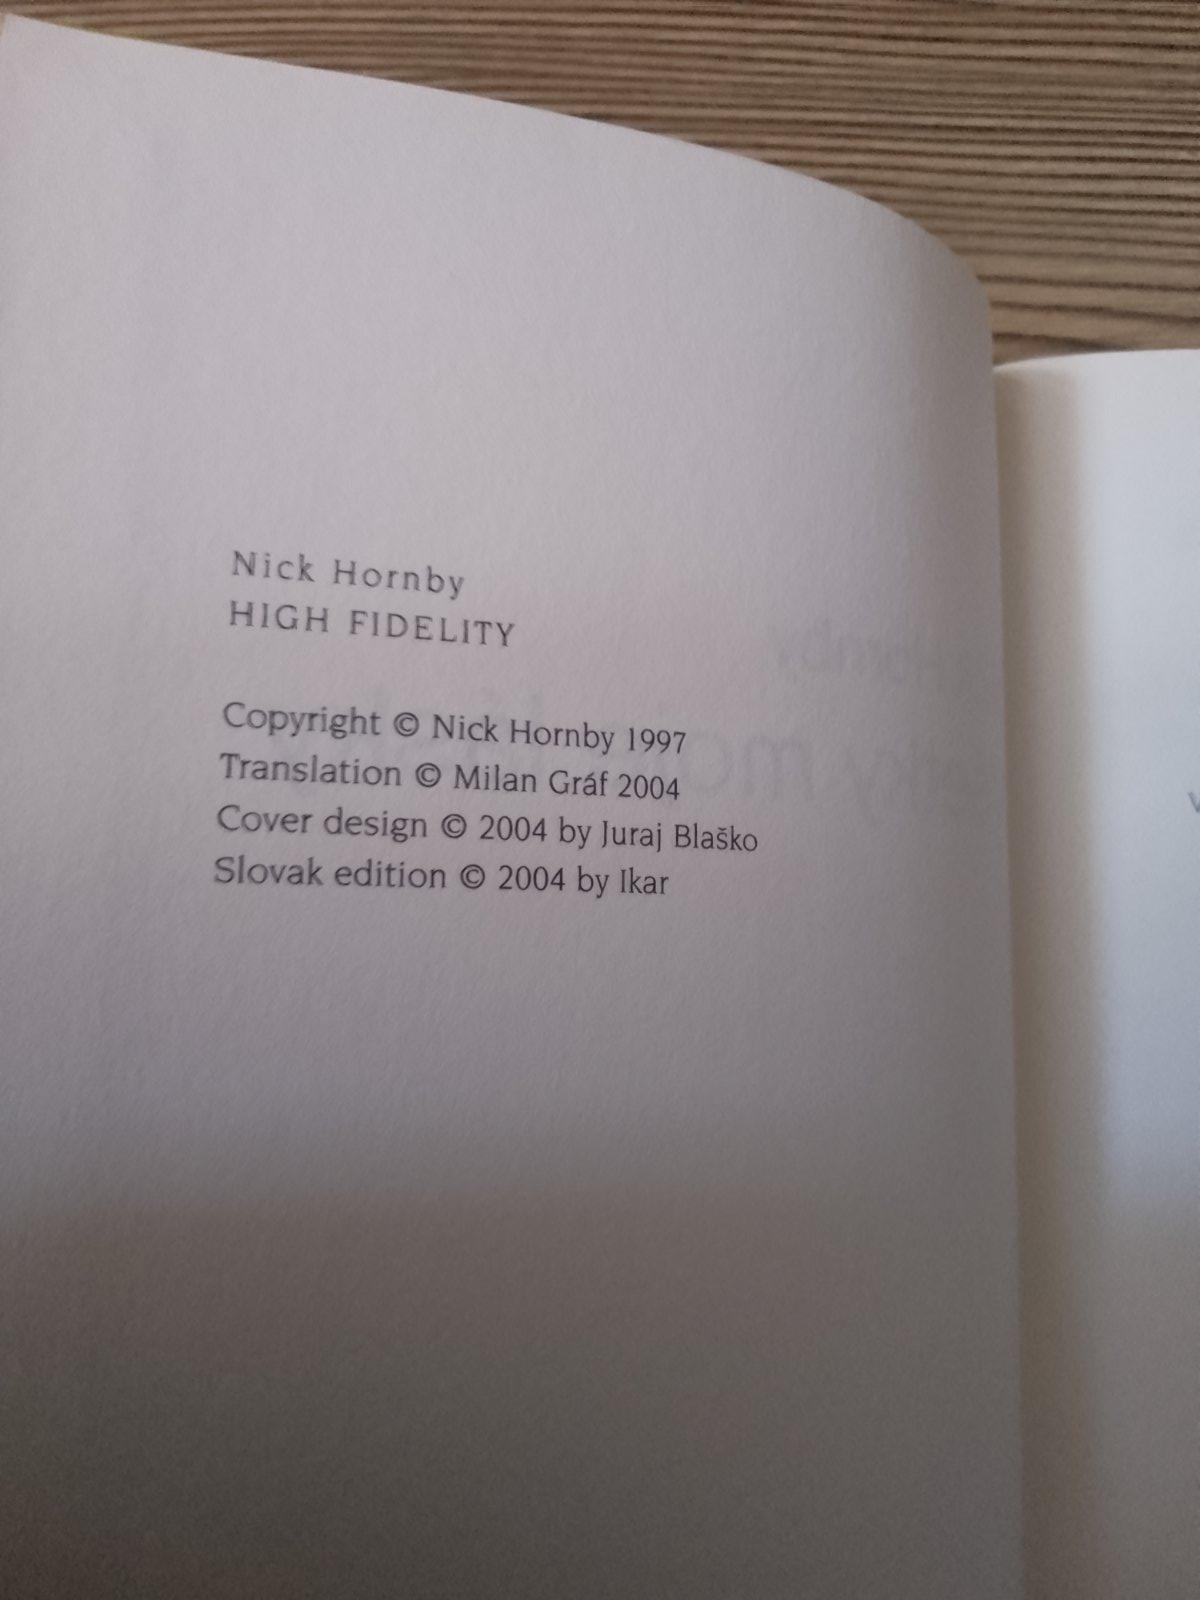 Nick Hornby
HIGH FIDELITY
Copyright © Nick Hornby 1997
Translation © Milan Gráf 2004
Cover design © 2004 by Juraj Blaško
Slovak edition © 2004 by Ikar